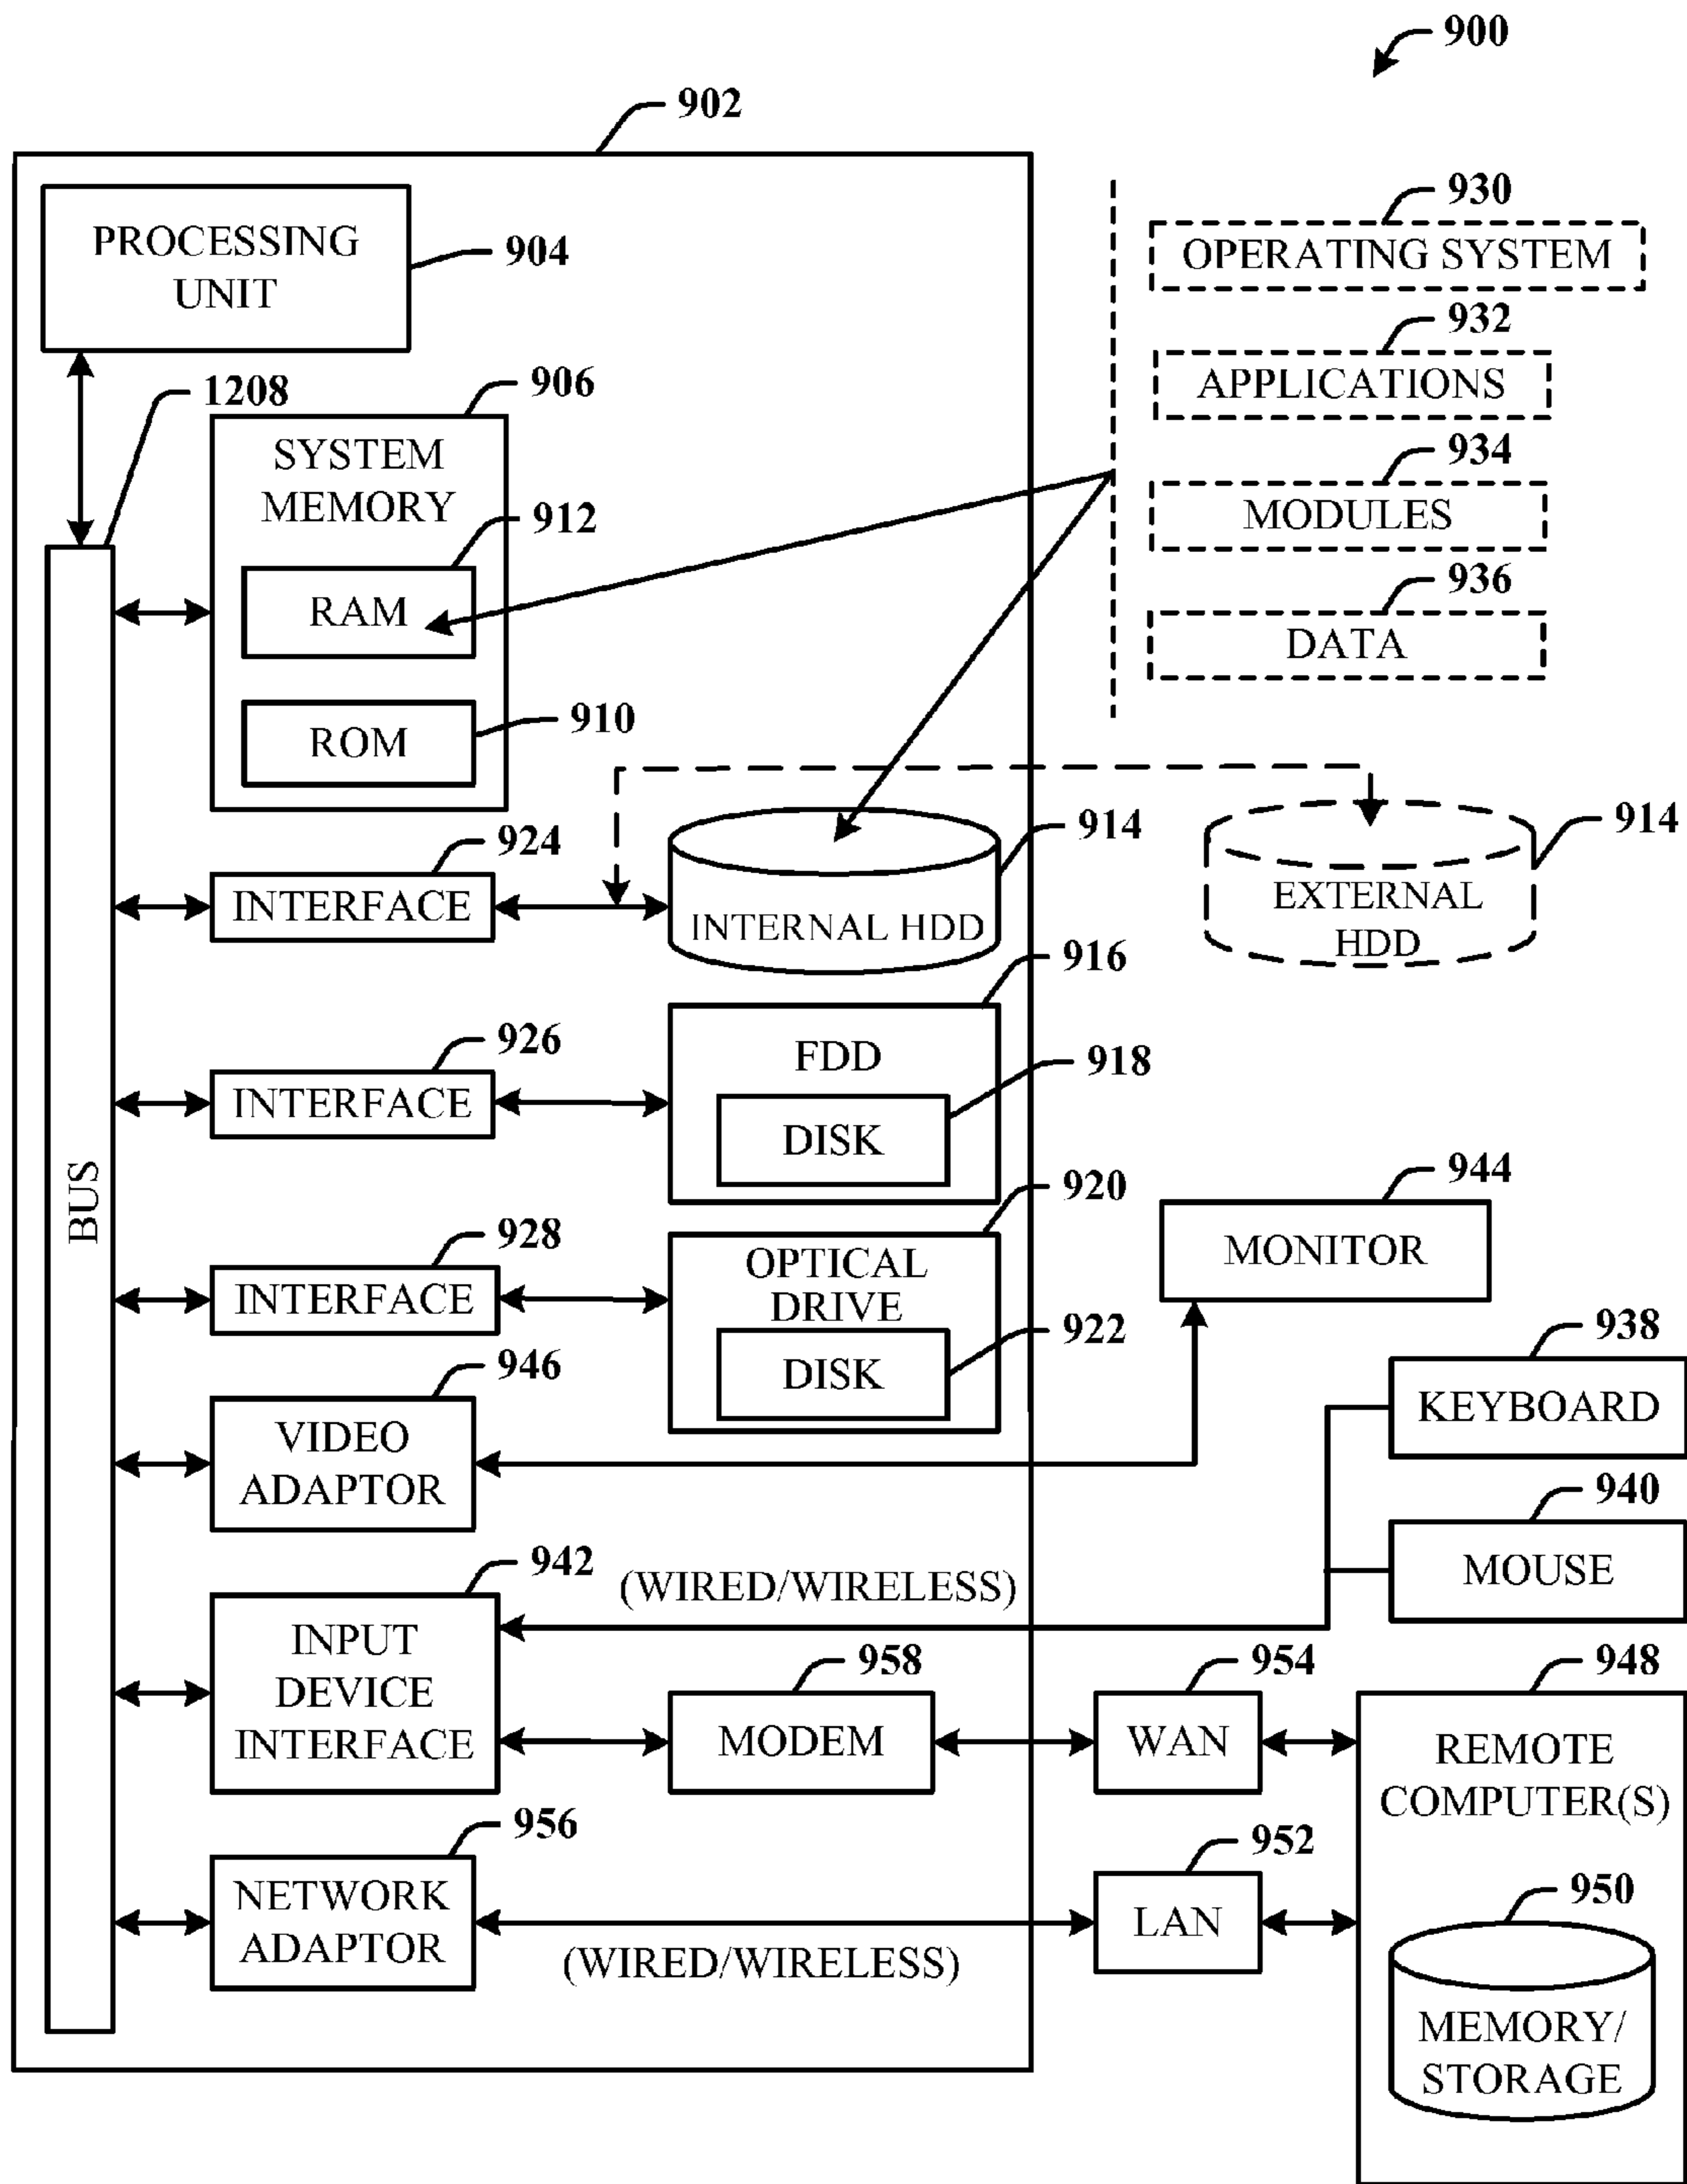 900
902
PROCESSING
UNIT
904
930
OPERATING SYSTEM
932
APPLICATIONS
934
MODULES
936
DATA
1208
906
SYSTEM
MEMORY
912
RAM
910
ROM
924
INTERFACE
914
INTERNAL HDD
914
EXTERNAL
HDD
916
FDD
918
DISK
926
INTERFACE
BUS
920
OPTICAL
DRIVE
922
DISK
928
INTERFACE
944
MONITOR
938
KEYBOARD
946
VIDEO
ADAPTOR
940
MOUSE
942
(WIRED/WIRELESS)
INPUT
DEVICE
INTERFACE
958
MODEM
954
WAN
948
REMOTE
COMPUTER(S)
956
NETWORK
ADAPTOR
(WIRED/WIRELESS)
952
LAN
950
MEMORY/
STORAGE